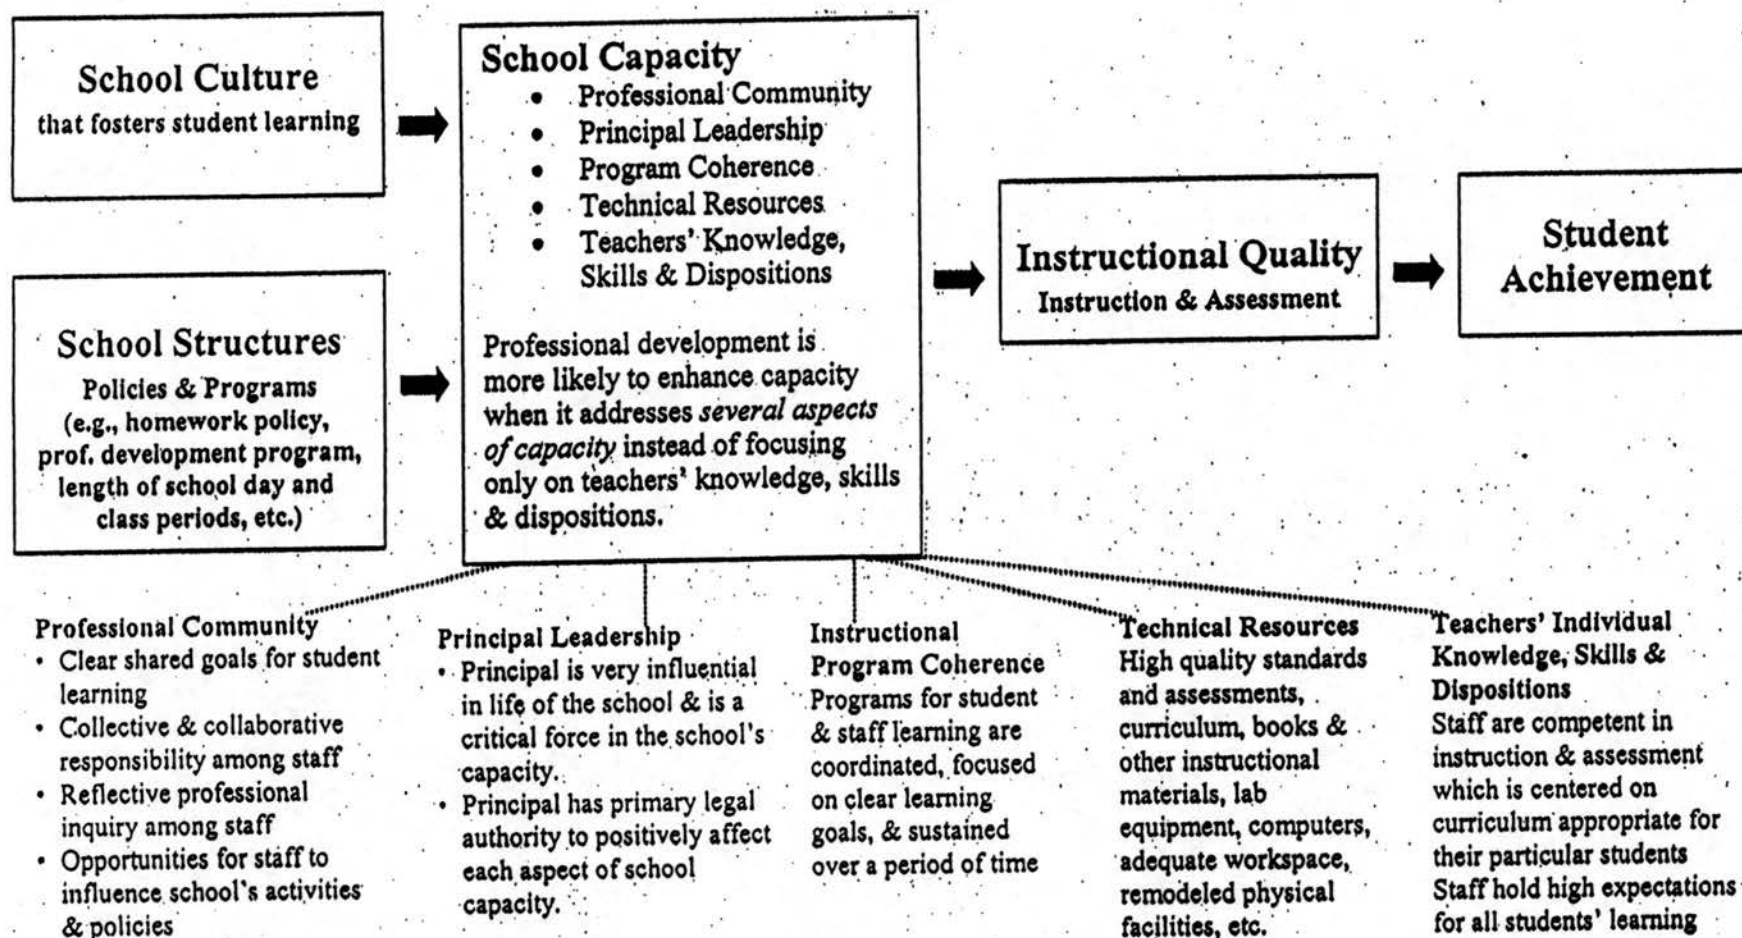 School Culture
that fosters student learning
School Structures
Policies & Programs
(e.g., homework policy,
prof. development program,
length of school day and
class periods, etc.)
School Capacity
• Professional Community
• Principal Leadership
• Program Coherence
• Technical Resources
• Teachers' Knowledge,
Skills & Dispositions
Professional development is
more likely to enhance capacity
when it addresses several aspects
of capacity instead of focusing
only on teachers' knowledge, skills
& dispositions.
Instructional Quality
Instruction & Assessment
Student
Achievement
Professional Community
• Clear shared goals for student
learning
• Collective & collaborative
responsibility among staff
• Reflective professional
inquiry among staff
• Opportunities for staff to
influence school's activities
& policies
Principal Leadership
• Principal is very influential
in life of the school & is a
critical force in the school's
capacity.
• Principal has primary legal
authority to positively affect
each aspect of school
capacity.
Instructional
Program Coherence
Programs for student
& staff learning are
coordinated, focused
on clear learning
goals, & sustained
over a period of time
Technical Resources
High quality standards
and assessments,
curriculum, books &
other instructional
materials, lab
equipment, computers,
adequate workspace,
remodeled physical
facilities, etc.
Teachers' Individual
Knowledge, Skills &
Dispositions
Staff are competent in
instruction & assessment
which is centered on
curriculum appropriate for
their particular students
Staff hold high expectations
for all students' learning